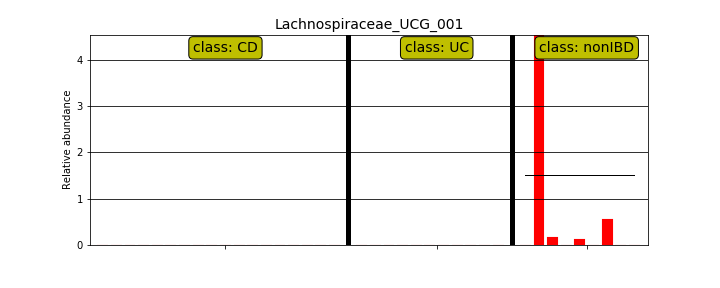 Lachnospiraceae_UCG_001
class: CD
class: UC
class: nonIBD
Relative abundance
4
3
2
1
0